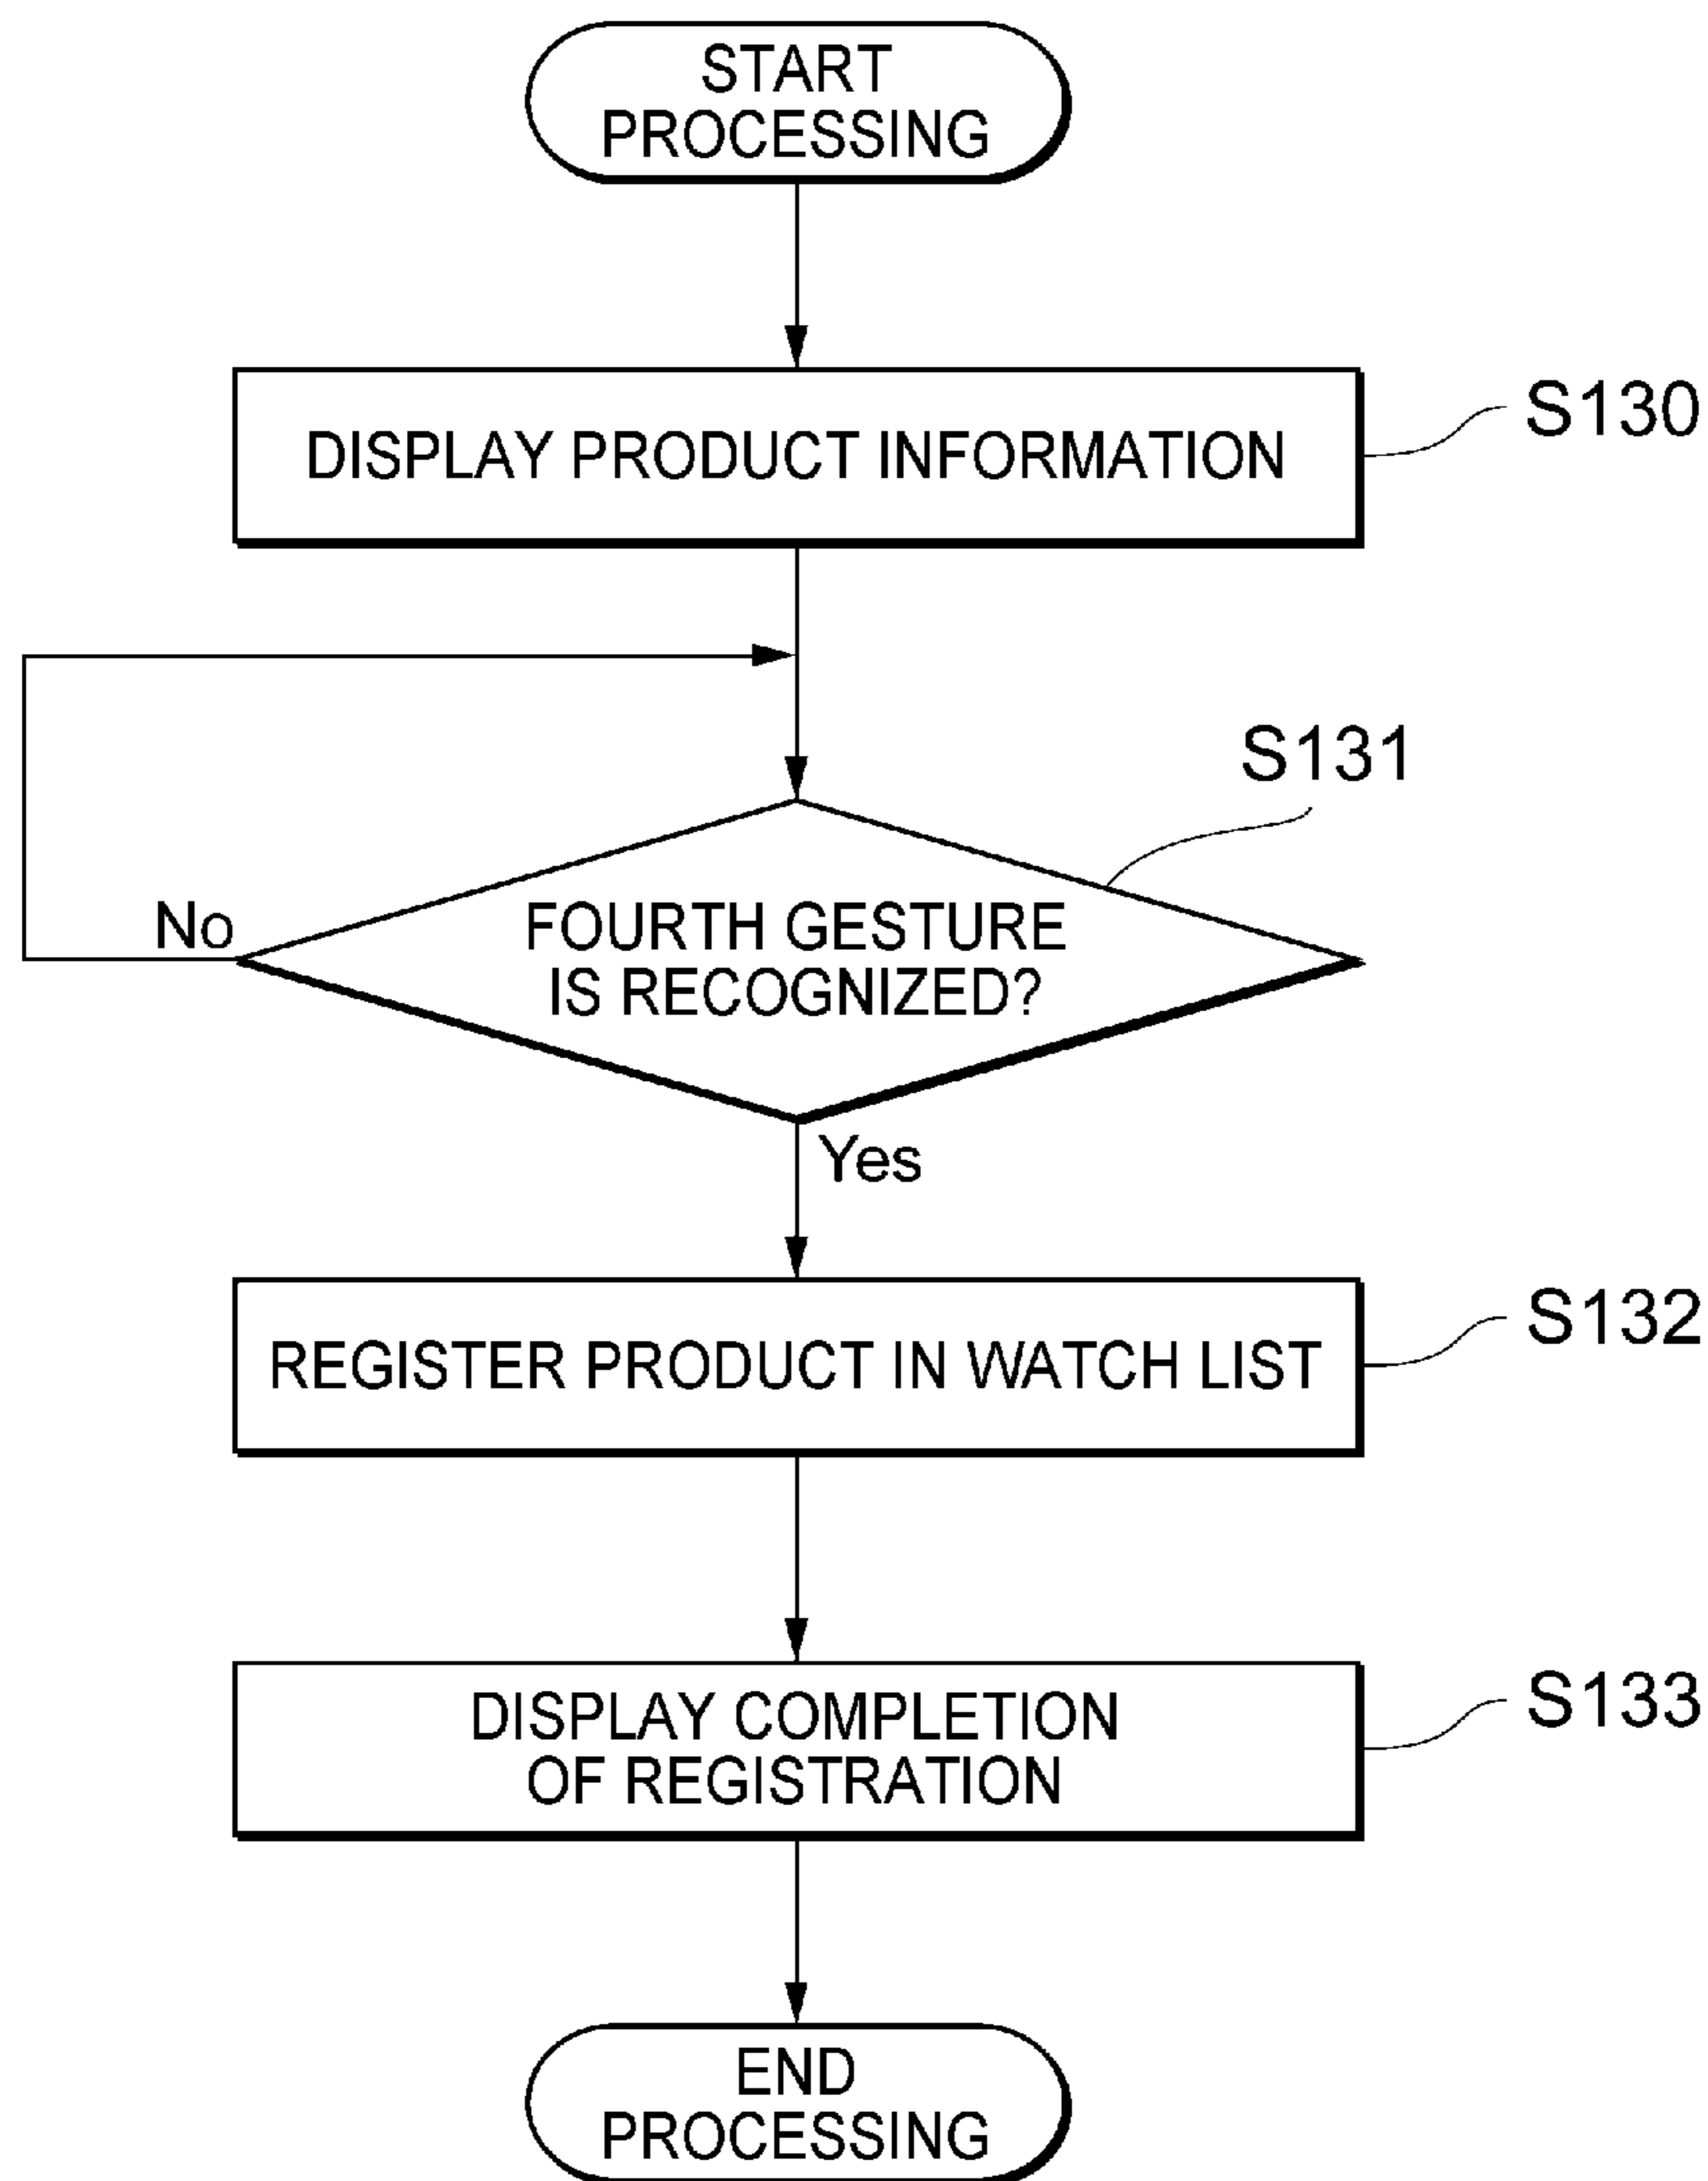 START
PROCESSING
DISPLAY PRODUCT INFORMATION
S130
S131
No
FOURTH GESTURE
IS RECOGNIZED?
Yes
REGISTER PRODUCT IN WATCH LIST
S132
DISPLAY COMPLETION
OF REGISTRATION
S133
END
PROCESSING